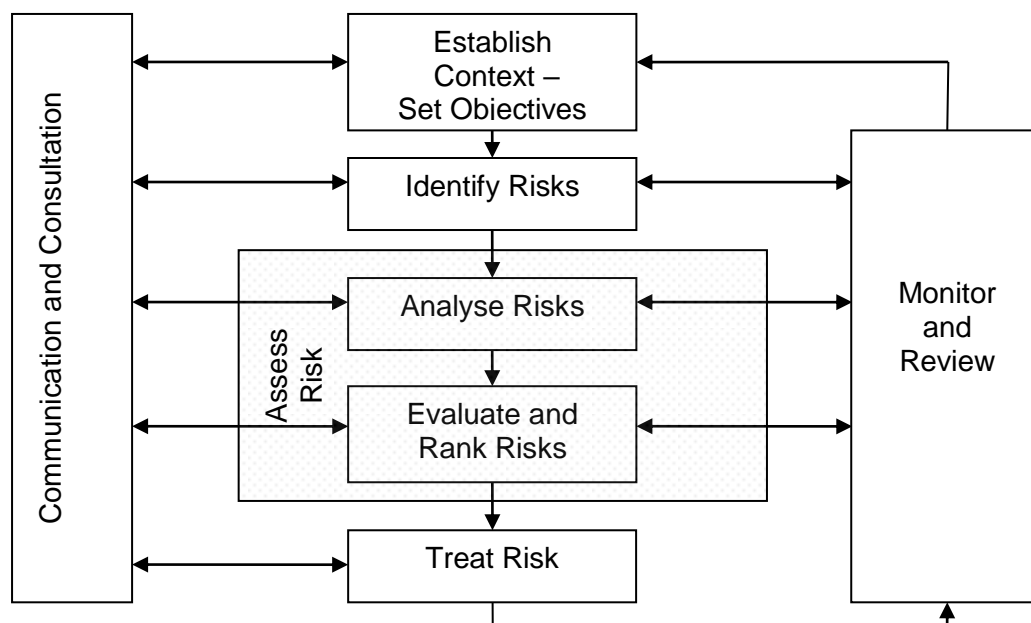 Establish
Context –
Set Objectives
Communication and Consultation
Identify Risks
Analyse Risks
Monitor
and
Review
Assess
Risk
Evaluate and
Rank Risks
Treat Risk